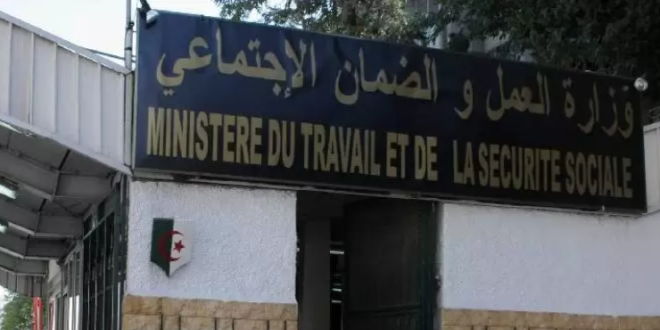 وزارة العمل و الضمان الإجتماعي
MINISTERE DU TRAVAIL ET DE LA SECURITE SOCIALE